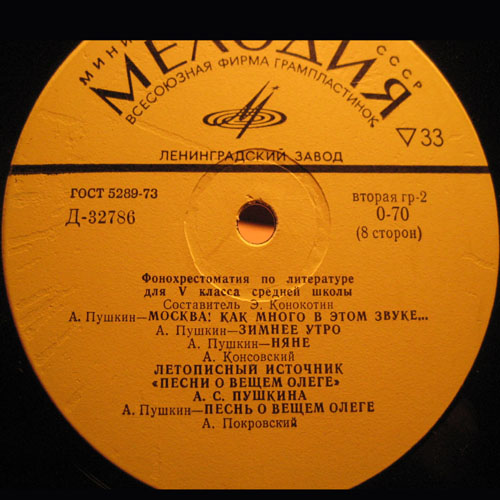 МЕЛОДИЯ
СССР
ВСЕСОЮЗНАЯ ФИРМА ГРАМПЛАСТИНОК
33
ЛЕНИНГРАДСКИЙ ЗАВОД
ГОСТ 5289-73
Д-32786
вторая гр-2
0-70
(8 сторон)
Фонохрестоматия по литературе
для V класса средней школы
Составитель Э. Конокотин
А. Пушкин—МОСКВА! КАК МНОГО В ЭТОМ ЗВУКЕ,..
А. Пушкин—ЗИМНЕЕ УТРО
А. Пушкин—НЯНЕ
А. Консовский
ЛЕТОПИСНЫЙ ИСТОЧНИК
«ПЕСНИ О ВЕЩЕМ ОЛЕГЕ»
А. С. ПУШКИНА
А. Пушкин—ПЕСНЬ О ВЕЩЕМ ОЛЕГЕ
А. Покровский